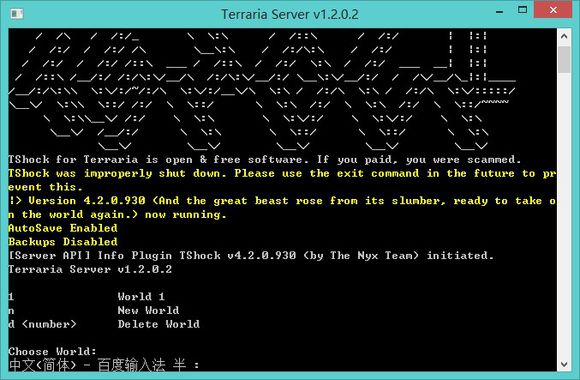 Terraria Server v1.2.0.2
TShock for Terraria is open & free software. If you paid, you were scammed.
TShock was improperly shut down. Please use the exit command in the future to pr
event this.
!> Version 4.2.0.930 (And the great beast rose from its slumber, ready to take o
n the world again.) now running.
AutoSave Enabled
Backups Disabled
[Server API] Info Plugin TShock v4.2.0.930 (by The Nyx Team) initiated.
Terraria Server v1.2.0.2
1 World 1
n New World
d <number> Delete World
Choose World:
中文(简体) - 百度输入法 半 :